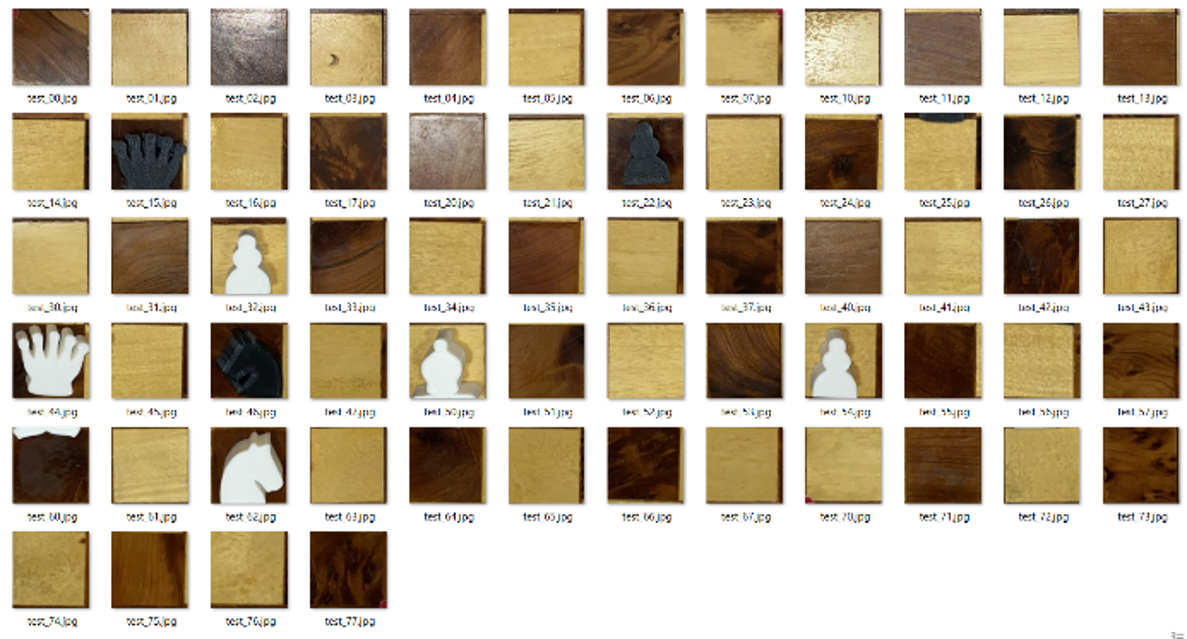 test_00.jpg test_01.jpg test_02.jpg test_03.jpg test_04.jpg test_05.jpg test_06.jpg test_07.jpg test_10.jpg test_11.jpg test_12.jpg test_13.jpg
test_14.jpg test_15.jpg test_16.jpg test_17.jpg test_20.jpg test_21.jpg test_22.jpg test_23.jpg test_24.jpg test_25.jpg test_26.jpg test_27.jpg
test_30.jpg test_31.jpg test_32.jpg test_33.jpg test_34.jpg test_35.jpg test_36.jpg test_37.jpg test_40.jpg test_41.jpg test_42.jpg test_43.jpg
test_44.jpg test_45.jpg test_46.jpg test_47.jpg test_50.jpg test_51.jpg test_52.jpg test_53.jpg test_54.jpg test_55.jpg test_56.jpg test_57.jpg
test_60.jpg test_61.jpg test_62.jpg test_63.jpg test_64.jpg test_65.jpg test_66.jpg test_67.jpg test_70.jpg test_71.jpg test_72.jpg test_73.jpg
test_74.jpg test_75.jpg test_76.jpg test_77.jpg